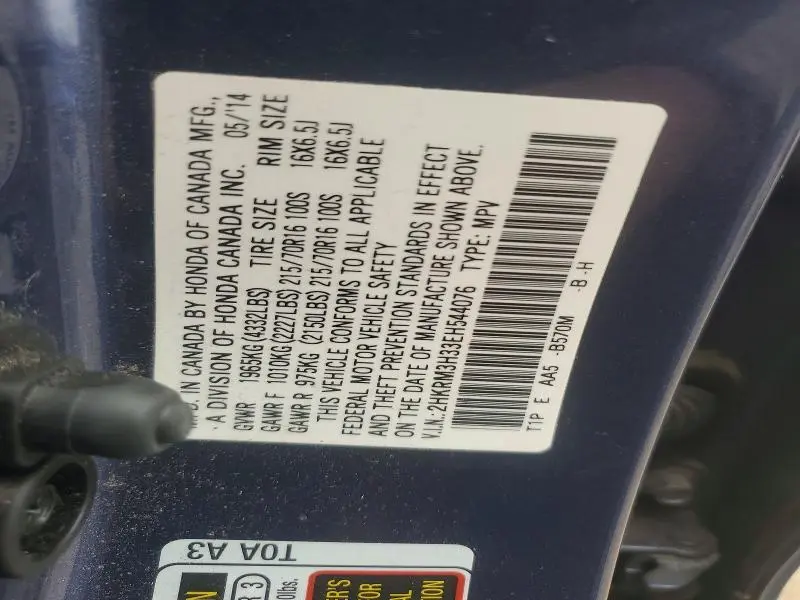 MFD. IN CANADA BY HONDA OF CANADA MFG.,
A DIVISION OF HONDA CANADA INC. 05/'14
GVWR 1965KG(4332LBS) TIRE SIZE RIM SIZE
GAWR F 1010KG(2227LBS) 215/70R16 100S 16X6.5J
GAWR R 975KG (2150LBS) 215/70R16 100S 16X6.5J
THIS VEHICLE CONFORMS TO ALL APPLICABLE
FEDERAL MOTOR VEHICLE SAFETY
AND THEFT PREVENTION STANDARDS IN EFFECT
ON THE DATE OF MANUFACTURE SHOWN ABOVE.
V.I.N.:2HKRM3H33EH544076 TYPE: MPV
T1P E AA5 -B570M -B -H
T0A A3